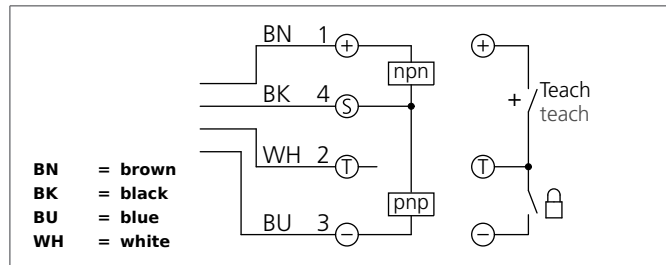 BN 1 +
npn
BK 4 S
WH 2 T
pnp
BU 3 −
BN = brown
BK = black
BU = blue
WH = white
+
+ Teach
teach
T
−